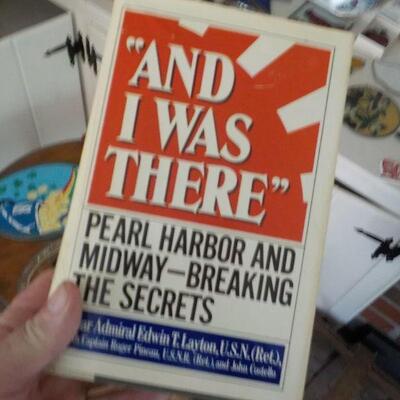 "AND
I WAS
THERE"
PEARL HARBOR AND
MIDWAY—BREAKING
THE SECRETS
Admiral Edwin T. Layton, U.S.N. (Ret.),
Captain Roger Pineau, U.S.N.R. (Ret.), and John Costello